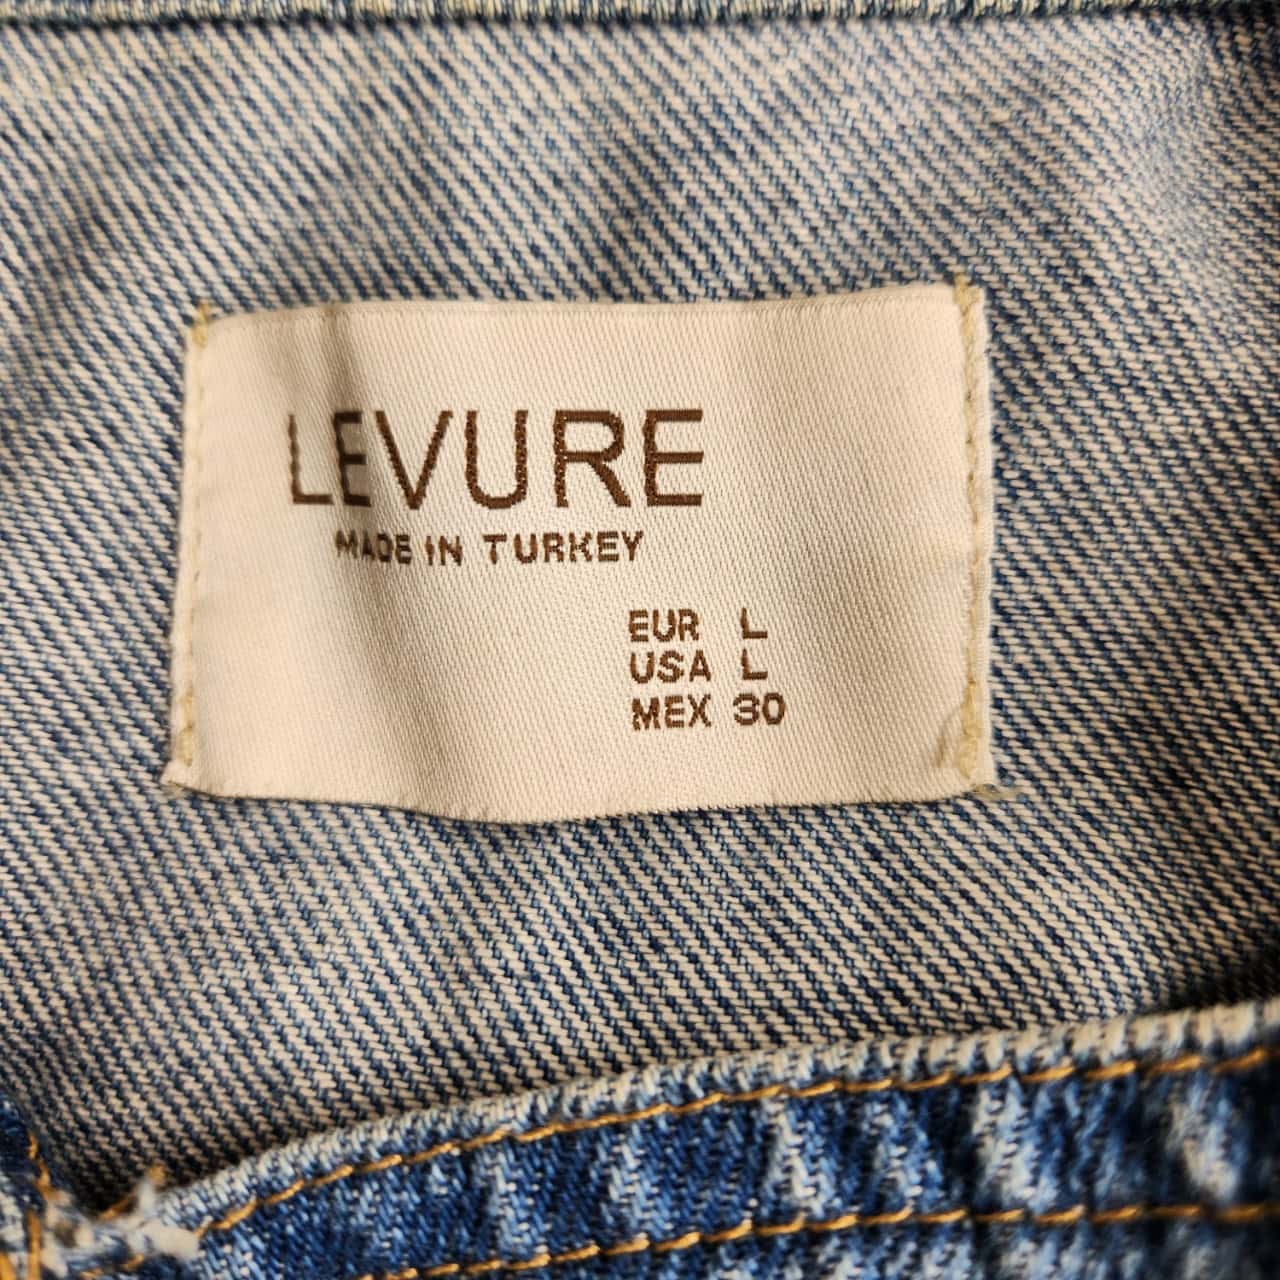 LEVURE
MADE IN TURKEY
EUR L
USA L
MEX 30